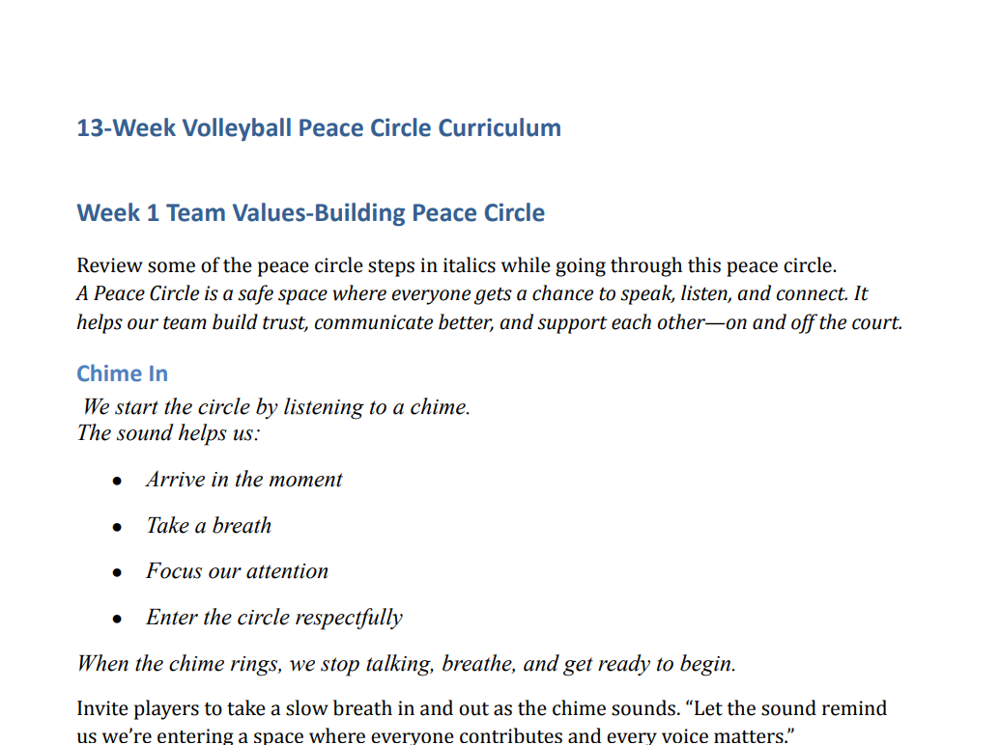 13-Week Volleyball Peace Circle Curriculum
Week 1 Team Values-Building Peace Circle
Review some of the peace circle steps in italics while going through this peace circle.
A Peace Circle is a safe space where everyone gets a chance to speak, listen, and connect. It
helps our team build trust, communicate better, and support each other—on and off the court.
Chime In
We start the circle by listening to a chime.
The sound helps us:
● Arrive in the moment
● Take a breath
● Focus our attention
● Enter the circle respectfully
When the chime rings, we stop talking, breathe, and get ready to begin.
Invite players to take a slow breath in and out as the chime sounds. “Let the sound remind
us we’re entering a space where everyone contributes and every voice matters.”